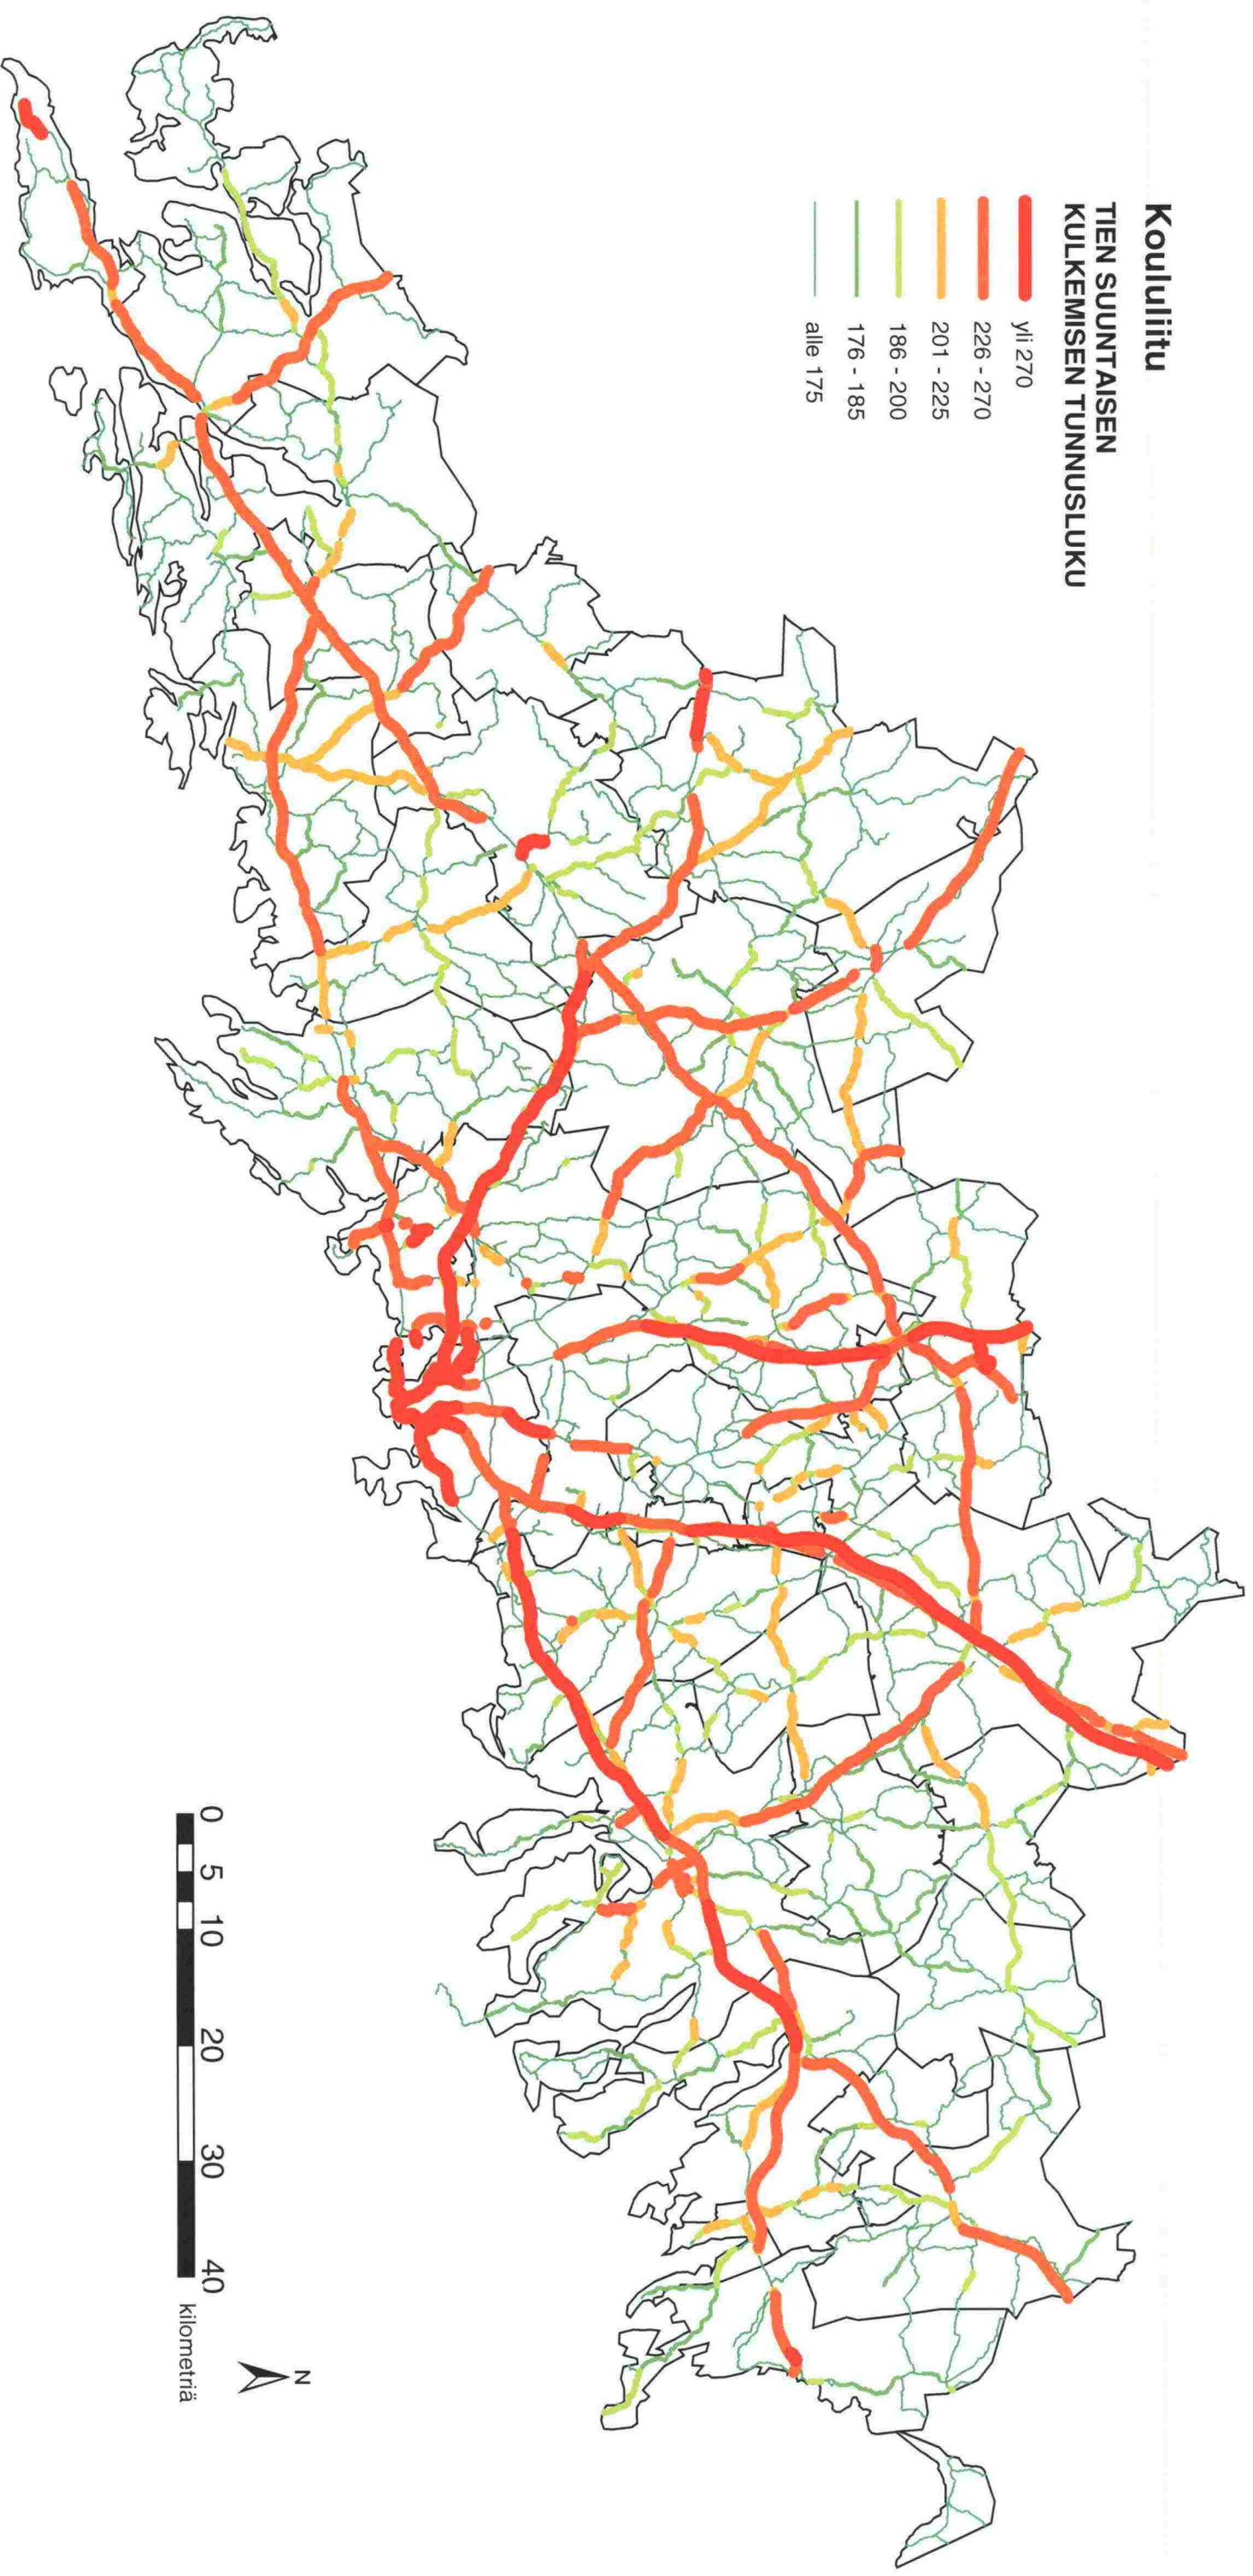 Koululiitu
TIEN SUUNTAISEN
KULKEMISEN TUNNUSLUKU
yli 270
226 - 270
201 - 225
186 - 200
176 - 185
alle 175
0 5 10 20 30 40
kilometriä
N